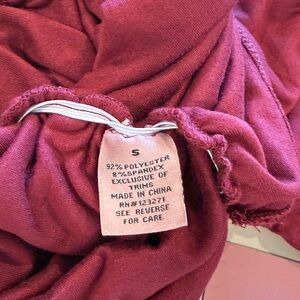 S
92% POLYESTER
8% SPANDEX
EXCLUSIVE OF
TRIMS
MADE IN CHINA
RN#123271
SEE REVERSE
FOR CARE